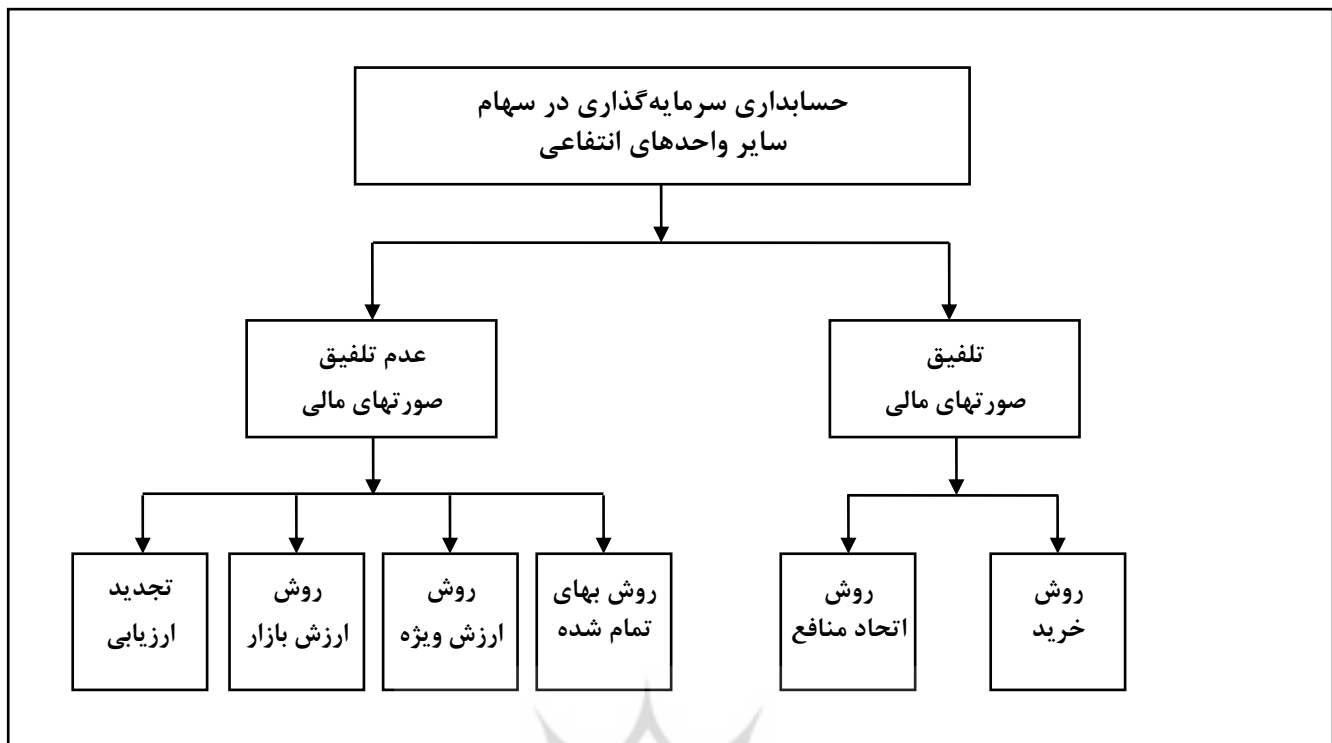 حسابداری سرمایه‌گذاری در سهام
سایر واحدهای انتفاعی
تلفیق
صورتهای مالی
عدم تلفیق
صورتهای مالی
روش
خرید
روش
اتحاد منافع
روش بهای
تمام شده
روش
ارزش ویژه
روش
ارزش بازار
تجدید
ارزیابی